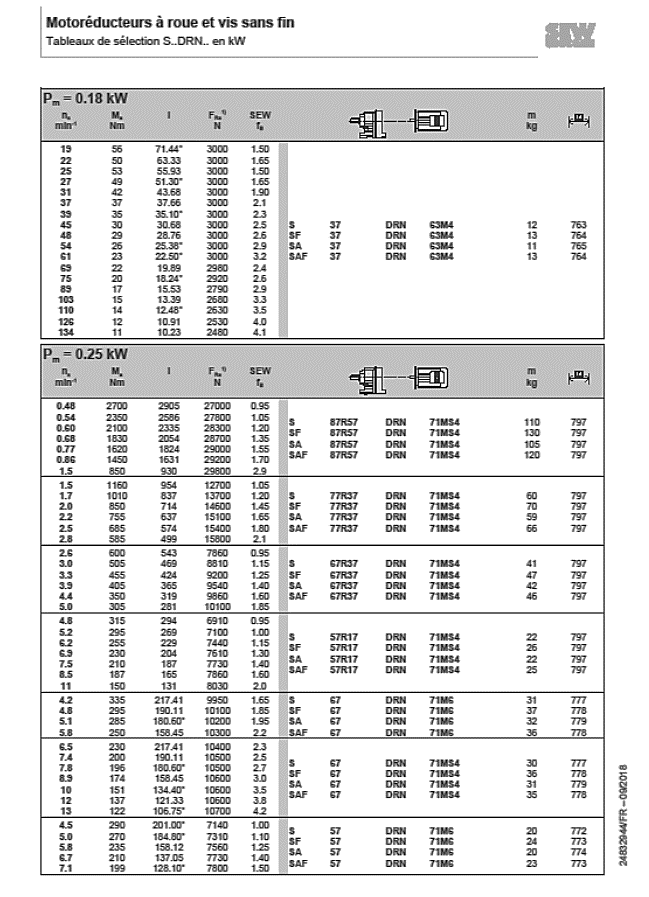 Motoréducteurs à roue et vis sans fin
Tableaux de sélection S..DRN.. en kW
SEW
Pm = 0.18 kW
na Ma i FRa 1) SEW m
min-1 Nm N fB kg
19 56 71.44* 3000 1.50
22 50 63.33 3000 1.65
25 53 55.93 3000 1.50
27 49 51.30* 3000 1.65
31 42 43.68 3000 1.90
37 37 37.66 3000 2.1
39 35 35.10* 3000 2.3
45 30 30.68 3000 2.5 S 37 DRN 63M4 12 763
48 29 28.76 3000 2.6 SF 37 DRN 63M4 13 764
54 26 25.38* 3000 2.9 SA 37 DRN 63M4 11 765
61 23 22.50* 3000 3.2 SAF 37 DRN 63M4 13 764
69 22 19.89 2980 2.4
75 20 18.24* 2920 2.6
89 17 15.53 2790 2.9
103 15 13.39 2680 3.3
110 14 12.48* 2630 3.5
126 12 10.91 2530 4.0
134 11 10.23 2480 4.1
Pm = 0.25 kW
na Ma i FRa 1) SEW m
min-1 Nm N fB kg
0.48 2700 2905 27000 0.95
0.54 2350 2586 27800 1.05 S 87R57 DRN 71MS4 110 797
0.60 2100 2335 28300 1.20 SF 87R57 DRN 71MS4 130 797
0.68 1830 2054 28700 1.35 SA 87R57 DRN 71MS4 105 797
0.77 1620 1824 29000 1.55 SAF 87R57 DRN 71MS4 120 797
0.86 1450 1631 29200 1.70
1.5 850 930 29800 2.9
1.5 1160 954 12700 1.05
1.7 1010 837 13700 1.20 S 77R37 DRN 71MS4 60 797
2.0 850 714 14600 1.45 SF 77R37 DRN 71MS4 70 797
2.2 755 637 15100 1.65 SA 77R37 DRN 71MS4 59 797
2.5 685 574 15400 1.80 SAF 77R37 DRN 71MS4 66 797
2.8 585 499 15800 2.1
2.6 600 543 7860 0.95
3.0 505 469 8810 1.15 S 67R37 DRN 71MS4 41 797
3.3 455 424 9200 1.25 SF 67R37 DRN 71MS4 47 797
3.9 405 365 9540 1.40 SA 67R37 DRN 71MS4 42 797
4.4 350 319 9860 1.60 SAF 67R37 DRN 71MS4 46 797
5.0 305 281 10100 1.85
4.8 315 294 6910 0.95
5.2 295 269 7100 1.00 S 57R17 DRN 71MS4 22 797
6.2 255 229 7440 1.15 SF 57R17 DRN 71MS4 26 797
6.9 230 204 7610 1.30 SA 57R17 DRN 71MS4 22 797
7.5 210 187 7730 1.40 SAF 57R17 DRN 71MS4 25 797
8.5 187 165 7860 1.60
11 150 131 8030 2.0
4.2 335 217.41 9950 1.65 S 67 DRN 71M6 31 777
4.8 295 190.11 10100 1.85 SF 67 DRN 71M6 37 778
5.1 285 180.60* 10200 1.95 SA 67 DRN 71M6 32 779
5.8 250 158.45 10300 2.2 SAF 67 DRN 71M6 36 778
6.5 230 217.41 10400 2.3
7.4 200 190.11 10500 2.5 S 67 DRN 71MS4 30 777
7.8 196 180.60* 10500 2.7 SF 67 DRN 71MS4 36 778
8.9 174 158.45 10600 3.0 SA 67 DRN 71MS4 31 779
10 151 134.40* 10600 3.5 SAF 67 DRN 71MS4 35 778
12 137 121.33 10600 3.8
13 122 106.75* 10700 4.2
4.5 290 201.00* 7140 1.00 S 57 DRN 71M6 20 772
5.0 270 184.80* 7310 1.10 SF 57 DRN 71M6 24 773
5.8 235 158.12 7560 1.25 SA 57 DRN 71M6 20 774
6.7 210 137.05 7730 1.40 SAF 57 DRN 71M6 23 773
7.1 199 128.10* 7800 1.50
24832944/FR – 09/2018